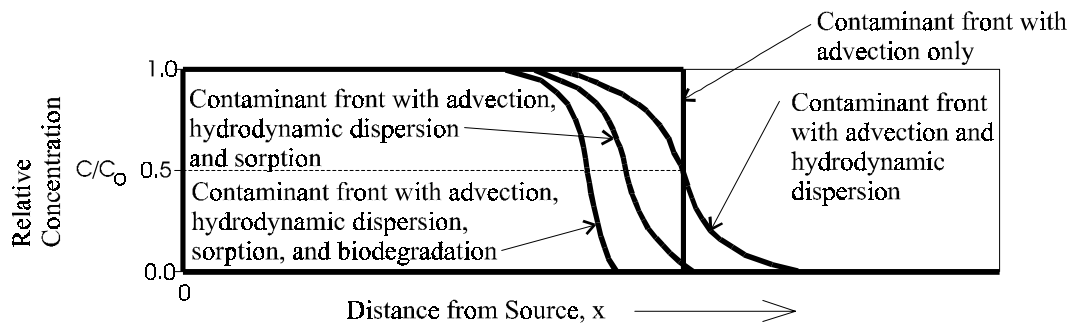 Contaminant front with
advection only
1.0
Contaminant front with advection,
hydrodynamic dispersion
and sorption
Contaminant front
with advection and
hydrodynamic
dispersion
Relative
Concentration
C/Co
0.5
Contaminant front with advection,
hydrodynamic dispersion,
sorption, and biodegradation
0.0
0
Distance from Source, x